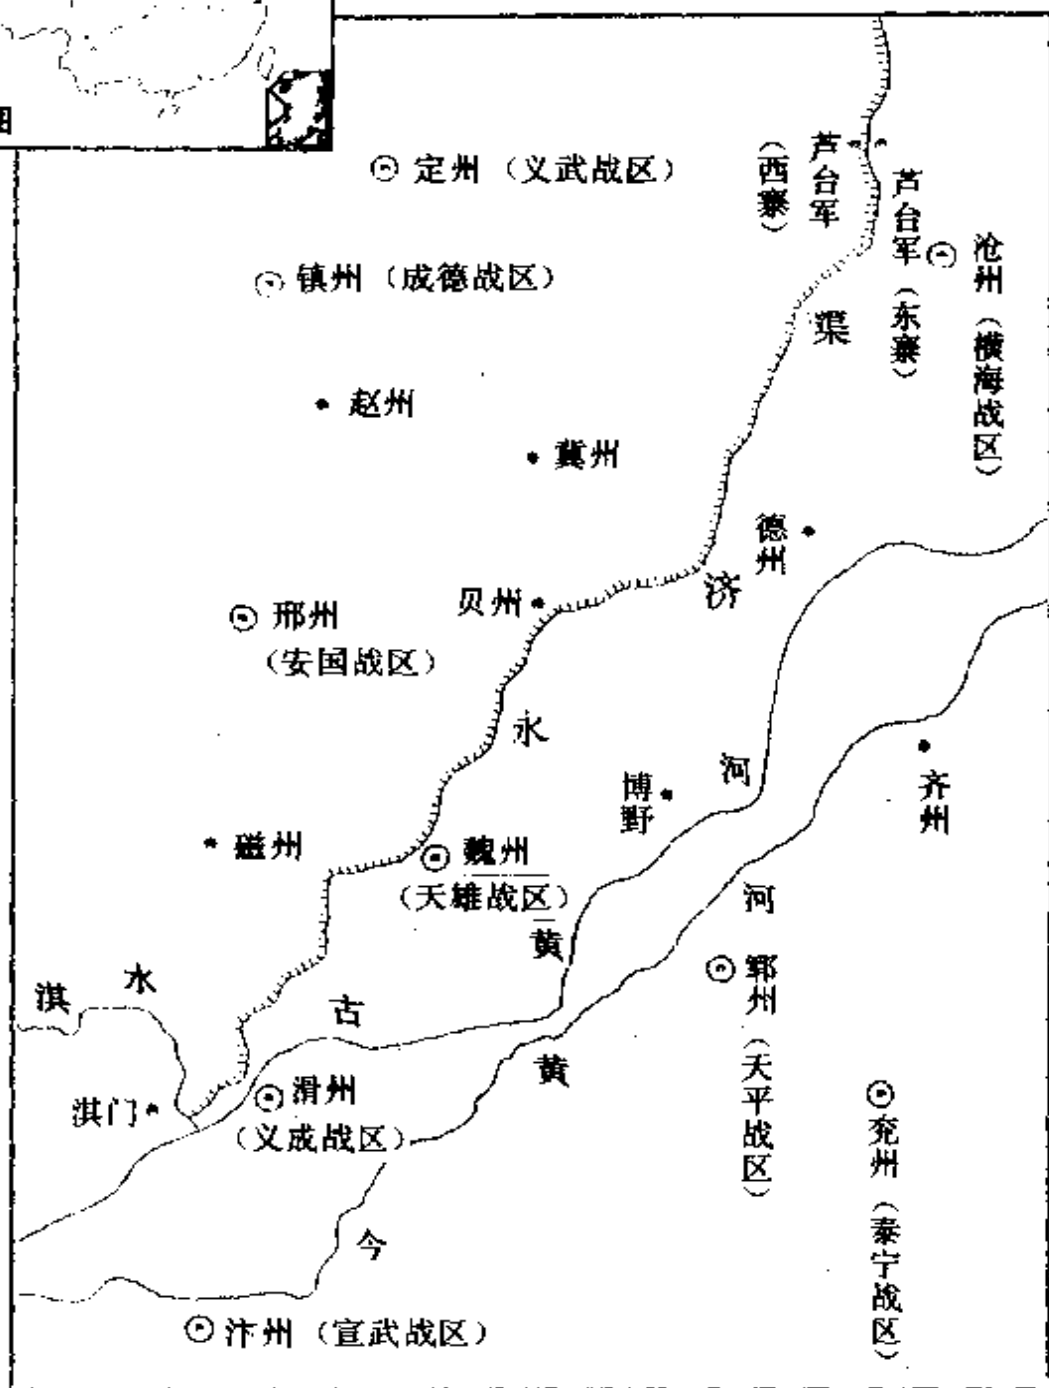 图
定州（义武战区）
芦台军
（西寨）
芦台军（东寨）
沧州（横海战区）
镇州（成德战区）
渠
赵州
冀州
德州
济
贝州
邢州
（安国战区）
永
河
博野
齐州
磁州
魏州
（天雄战区）
河
黄
郓州（天平战区）
淇水
古
黄
淇门
滑州
（义成战区）
兖州（泰宁战区）
今
汴州（宣武战区）